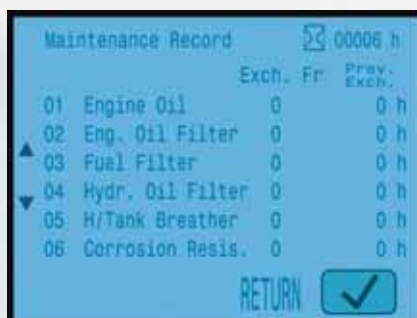 Maintenance Record 00006 h
Exch. Fr Prev. Exch.
01 Engine Oil 0 0 h
02 Eng. Oil Filter 0 0 h
03 Fuel Filter 0 0 h
04 Hydr. Oil Filter 0 0 h
05 H/Tank Breather 0 0 h
06 Corrosion Resis. 0 0 h
RETURN